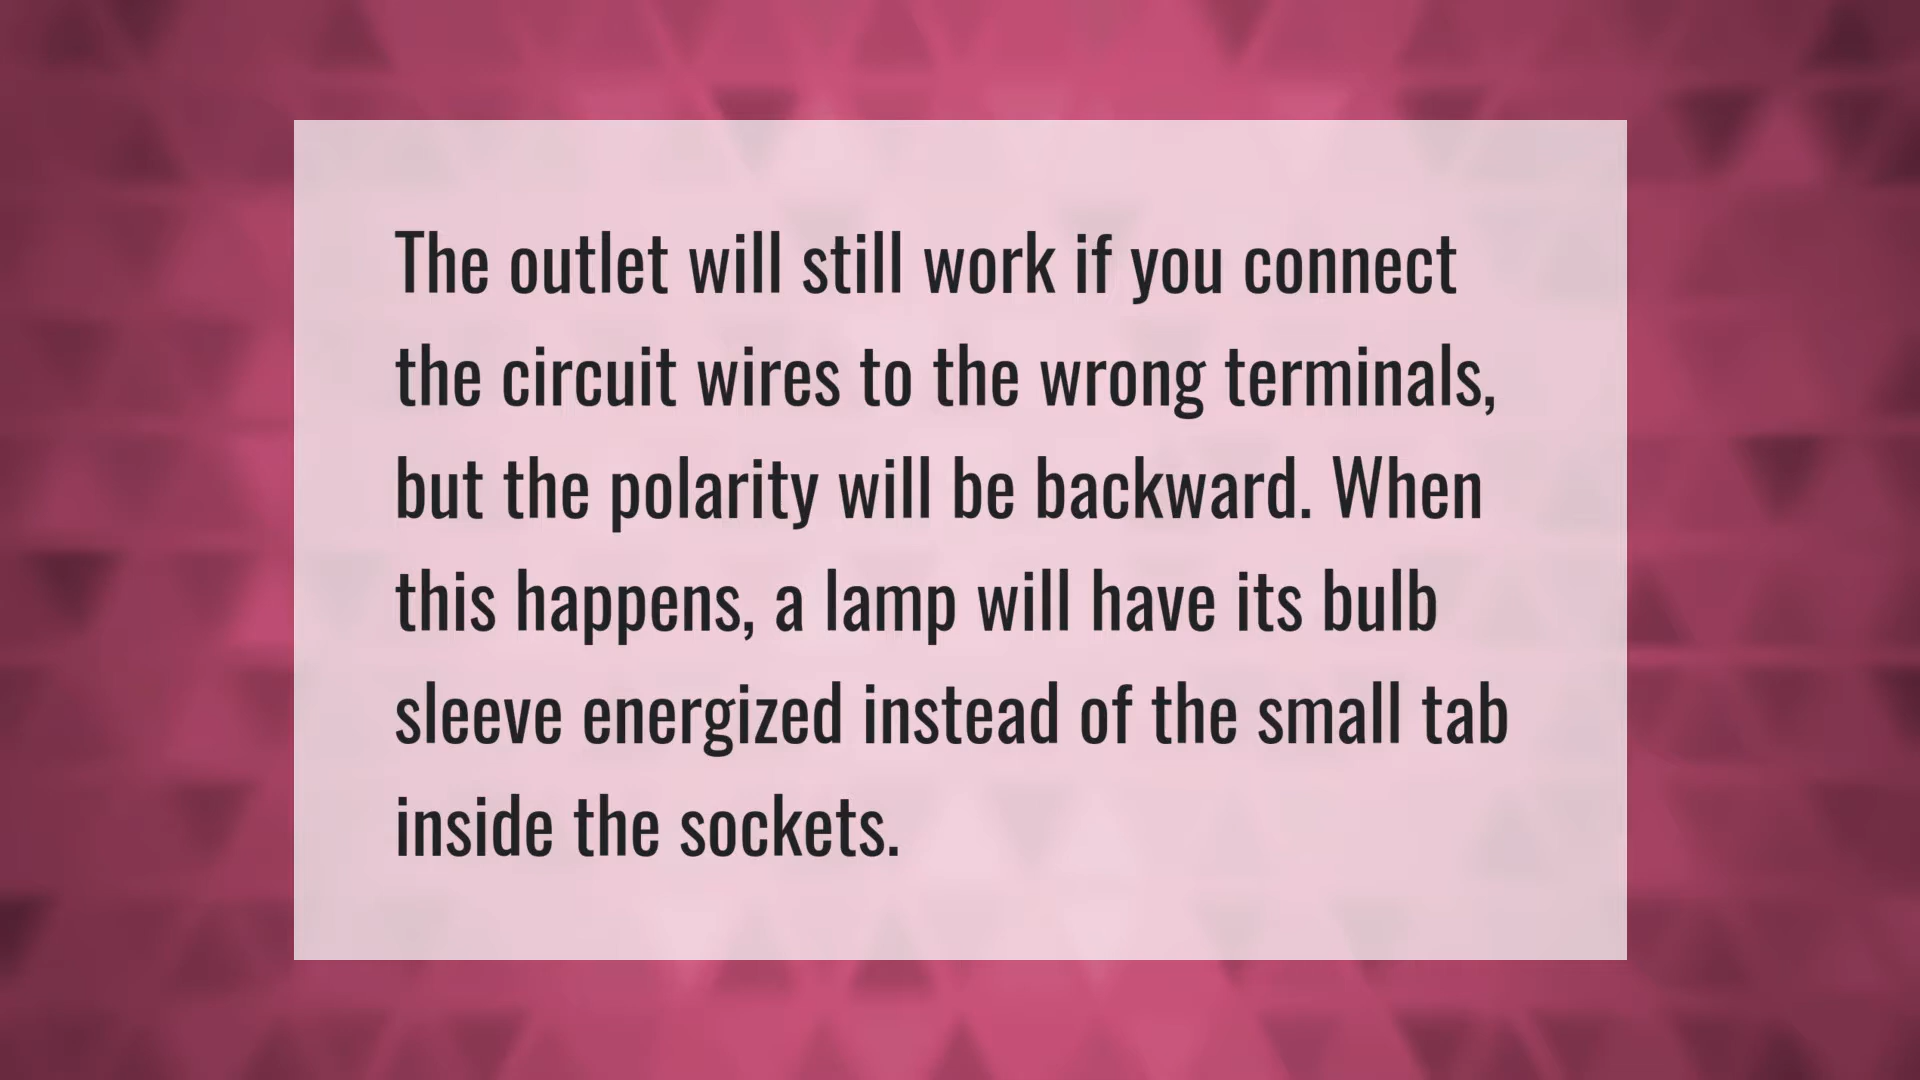 The outlet will still work if you connect
the circuit wires to the wrong terminals,
but the polarity will be backward. When
this happens, a lamp will have its bulb
sleeve energized instead of the small tab
inside the sockets.